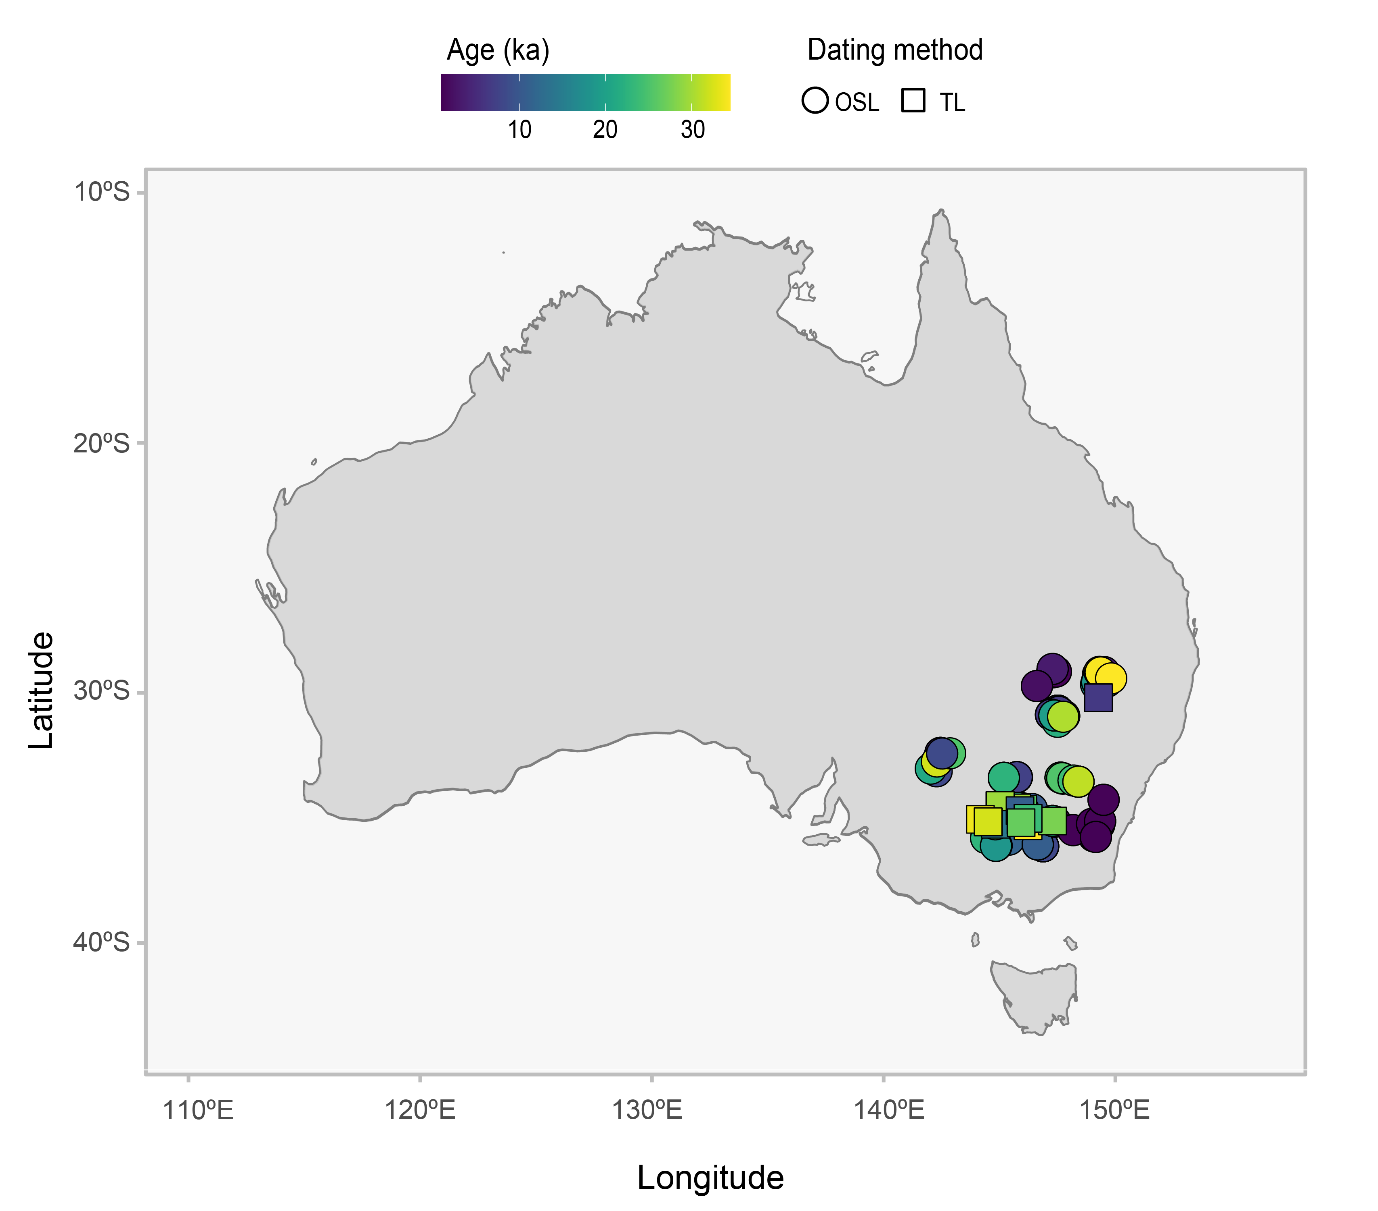 Age (ka)
Dating method
10 20 30
OSL TL
10ºS
20ºS
30ºS
40ºS
Latitude
110ºE 120ºE 130ºE 140ºE 150ºE
Longitude